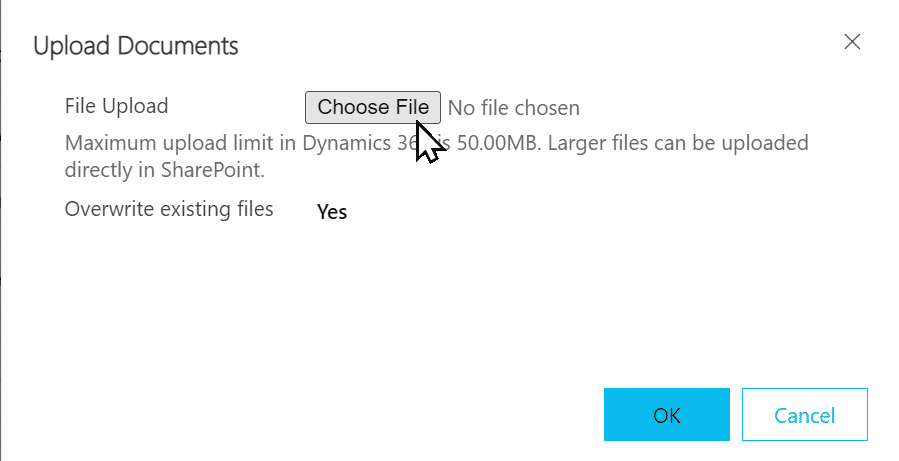 Upload Documents
File Upload Choose File No file chosen
Maximum upload limit in Dynamics 36 is 50.00MB. Larger files can be uploaded
directly in SharePoint.
Overwrite existing files Yes
OK Cancel